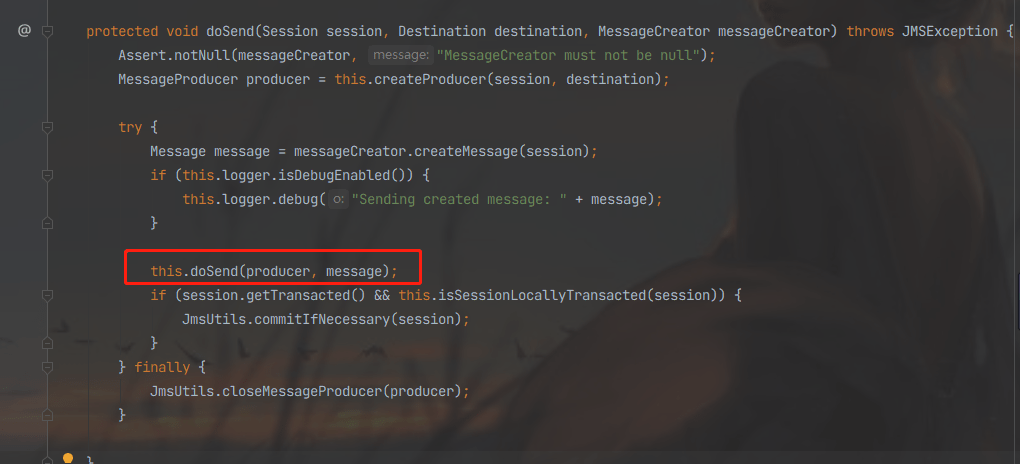 @ protected void doSend(Session session, Destination destination, MessageCreator messageCreator) throws JMSException {
Assert.notNull(messageCreator, message: "MessageCreator must not be null");
MessageProducer producer = this.createProducer(session, destination);
try {
Message message = messageCreator.createMessage(session);
if (this.logger.isDebugEnabled()) {
this.logger.debug( o: "Sending created message: " + message);
}
this.doSend(producer, message);
if (session.getTransacted() && this.isSessionLocallyTransacted(session)) {
JmsUtils.commitIfNecessary(session);
}
} finally {
JmsUtils.closeMessageProducer(producer);
}
}